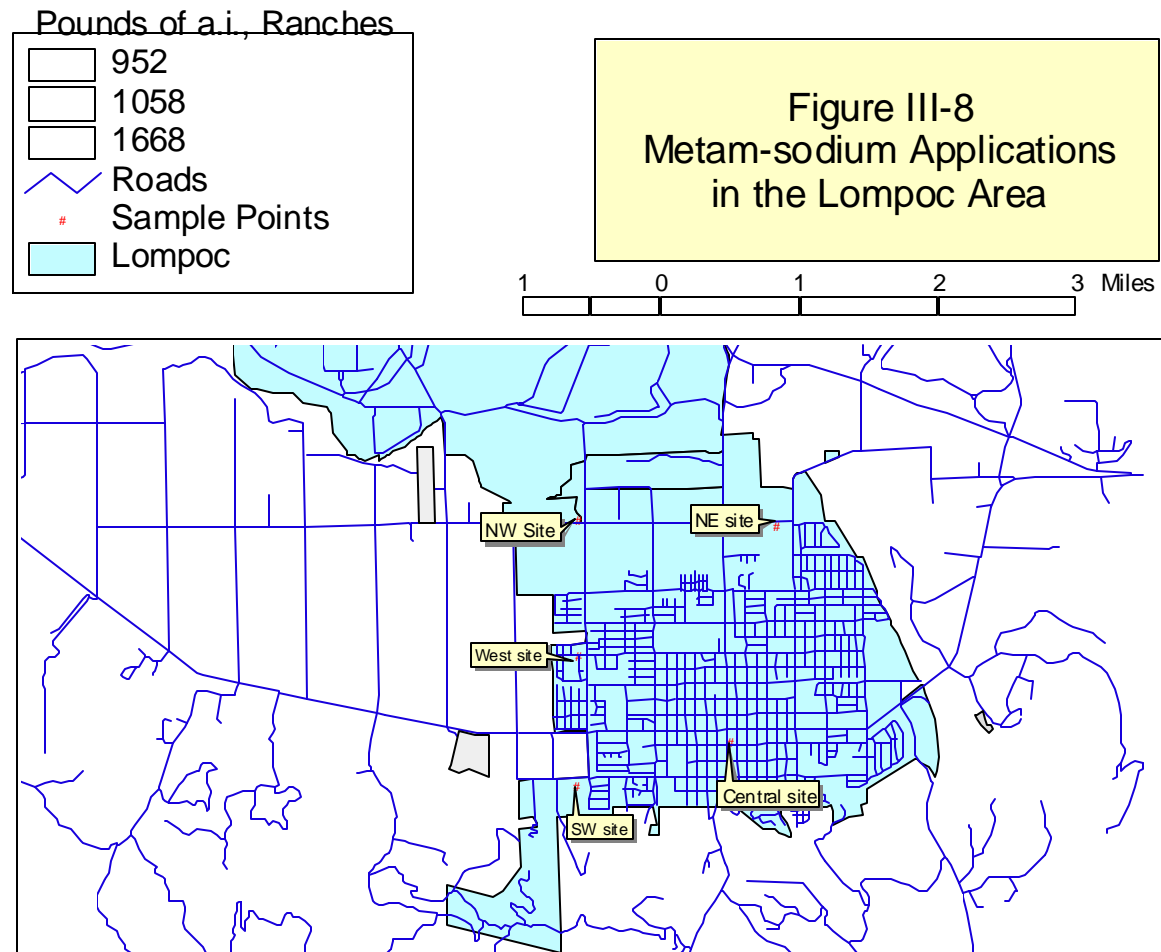 Pounds of a.i., Ranches
952
1058
1668
Roads
# Sample Points
Lompoc
Figure III-8
Metam-sodium Applications
in the Lompoc Area
1 0 1 2 3 Miles
NW Site
#
NE site
#
West site
#
#
Central site
#
SW site